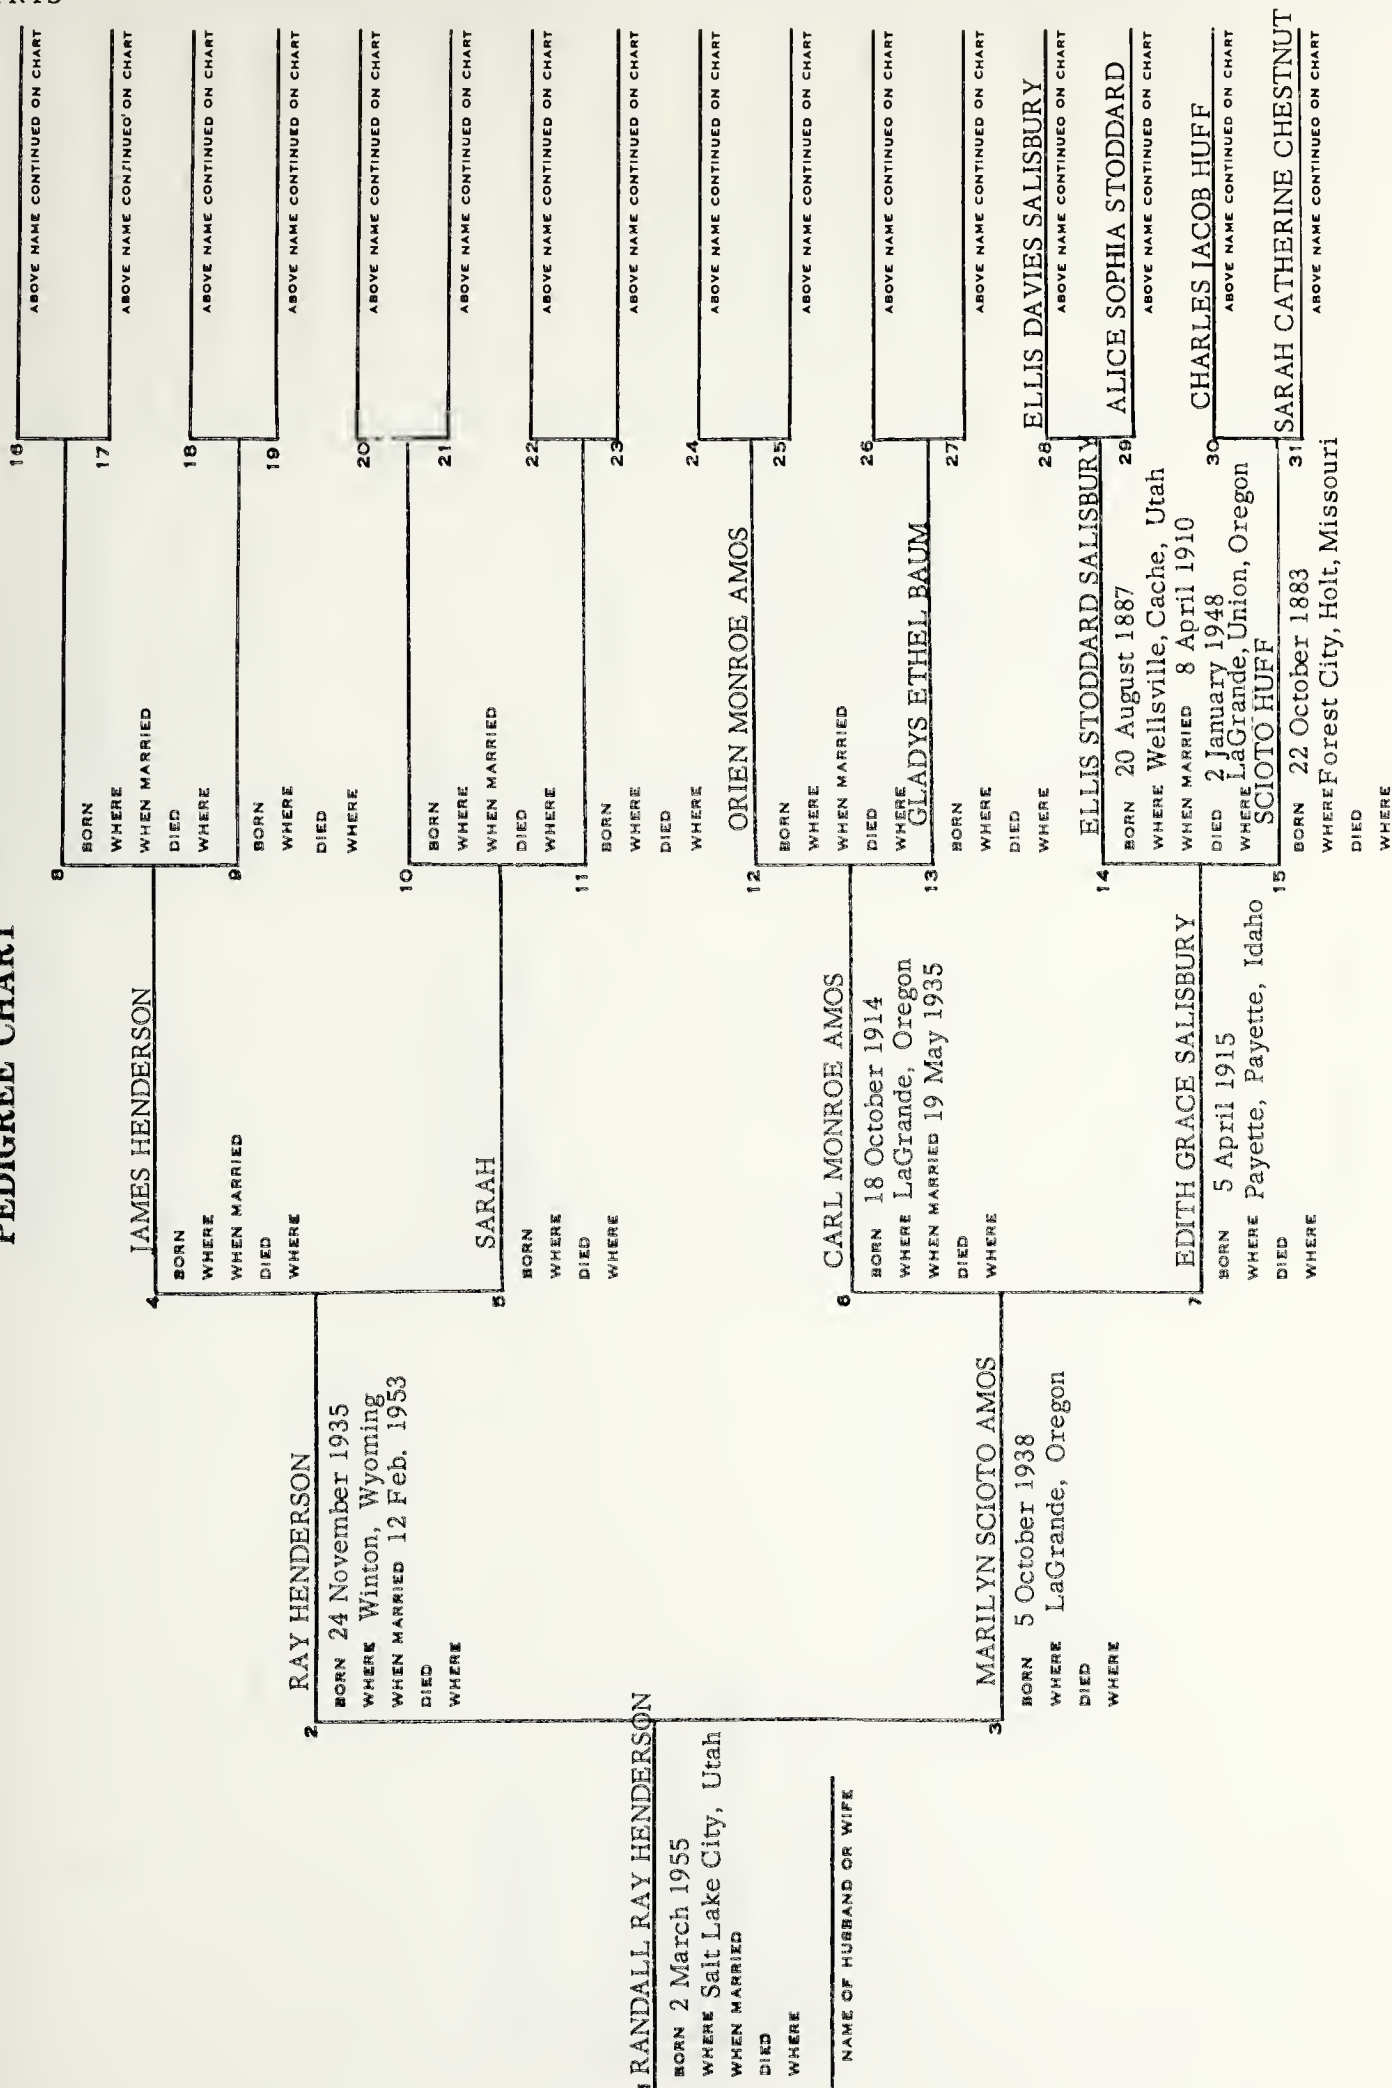 PEDIGREE CHART
16
ABOVE NAME CONTINUED ON CHART
8
BORN
WHERE
WHEN MARRIED
DIED
WHERE
17
ABOVE NAME CONTINUED ON CHART
JAMES HENDERSON
4
BORN
WHERE
WHEN MARRIED
DIED
WHERE
18
ABOVE NAME CONTINUED ON CHART
9
BORN
WHERE
DIED
WHERE
19
ABOVE NAME CONTINUED ON CHART
RAY HENDERSON
2
BORN 24 November 1935
WHERE Winton, Wyoming
WHEN MARRIED 12 Feb. 1953
DIED
WHERE
20
ABOVE NAME CONTINUED ON CHART
10
BORN
WHERE
WHEN MARRIED
DIED
WHERE
21
ABOVE NAME CONTINUED ON CHART
SARAH
5
BORN
WHERE
DIED
WHERE
22
ABOVE NAME CONTINUED ON CHART
11
BORN
WHERE
DIED
WHERE
23
ABOVE NAME CONTINUED ON CHART
RANDALL RAY HENDERSON
BORN 2 March 1955
WHERE Salt Lake City, Utah
WHEN MARRIED
DIED
WHERE
NAME OF HUSBAND OR WIFE
24
ABOVE NAME CONTINUED ON CHART
ORIEN MONROE AMOS
12
BORN
WHERE
WHEN MARRIED
DIED
WHERE
25
ABOVE NAME CONTINUED ON CHART
CARL MONROE AMOS
6
BORN 18 October 1914
WHERE LaGrande, Oregon
WHEN MARRIED 19 May 1935
DIED
WHERE
26
ABOVE NAME CONTINUED ON CHART
GLADYS ETHEL BAUM
13
BORN
WHERE
DIED
WHERE
27
ABOVE NAME CONTINUED ON CHART
MARILYN SCIOTO AMOS
3
BORN 5 October 1938
WHERE LaGrande, Oregon
DIED
WHERE
ELLIS DAVIES SALISBURY
28
ABOVE NAME CONTINUED ON CHART
ELLIS STODDARD SALISBURY
14
BORN 20 August 1887
WHERE Wellsville, Cache, Utah
WHEN MARRIED 8 April 1910
DIED 2 January 1948
WHERE LaGrande, Union, Oregon
ALICE SOPHIA STODDARD
29
ABOVE NAME CONTINUED ON CHART
EDITH GRACE SALISBURY
7
BORN 5 April 1915
WHERE Payette, Payette, Idaho
DIED
WHERE
CHARLES JACOB HUFF
30
ABOVE NAME CONTINUED ON CHART
SCIOTO HUFF
15
BORN 22 October 1883
WHERE Forest City, Holt, Missouri
DIED
WHERE
SARAH CATHERINE CHESTNUT
31
ABOVE NAME CONTINUED ON CHART